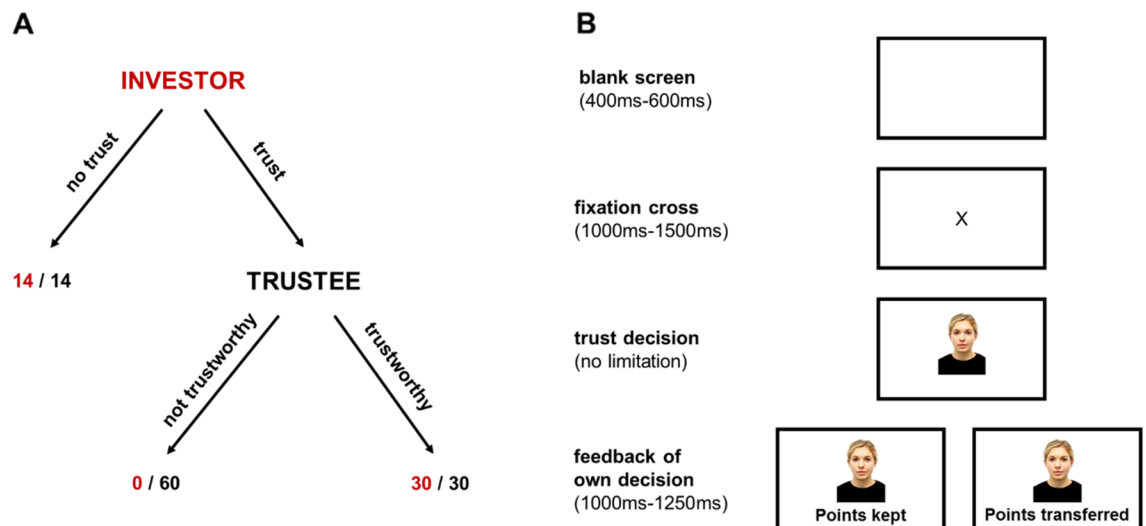 A
INVESTOR
no trust
trust
14 / 14
TRUSTEE
not trustworthy
trustworthy
0 / 60
30 / 30
B
blank screen
(400ms-600ms)
fixation cross
(1000ms-1500ms)
X
trust decision
(no limitation)
feedback of
own decision
(1000ms-1250ms)
Points kept
Points transferred